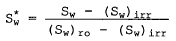 S*w = Sw - (Sw)irr / (Sw)ro - (Sw)irr